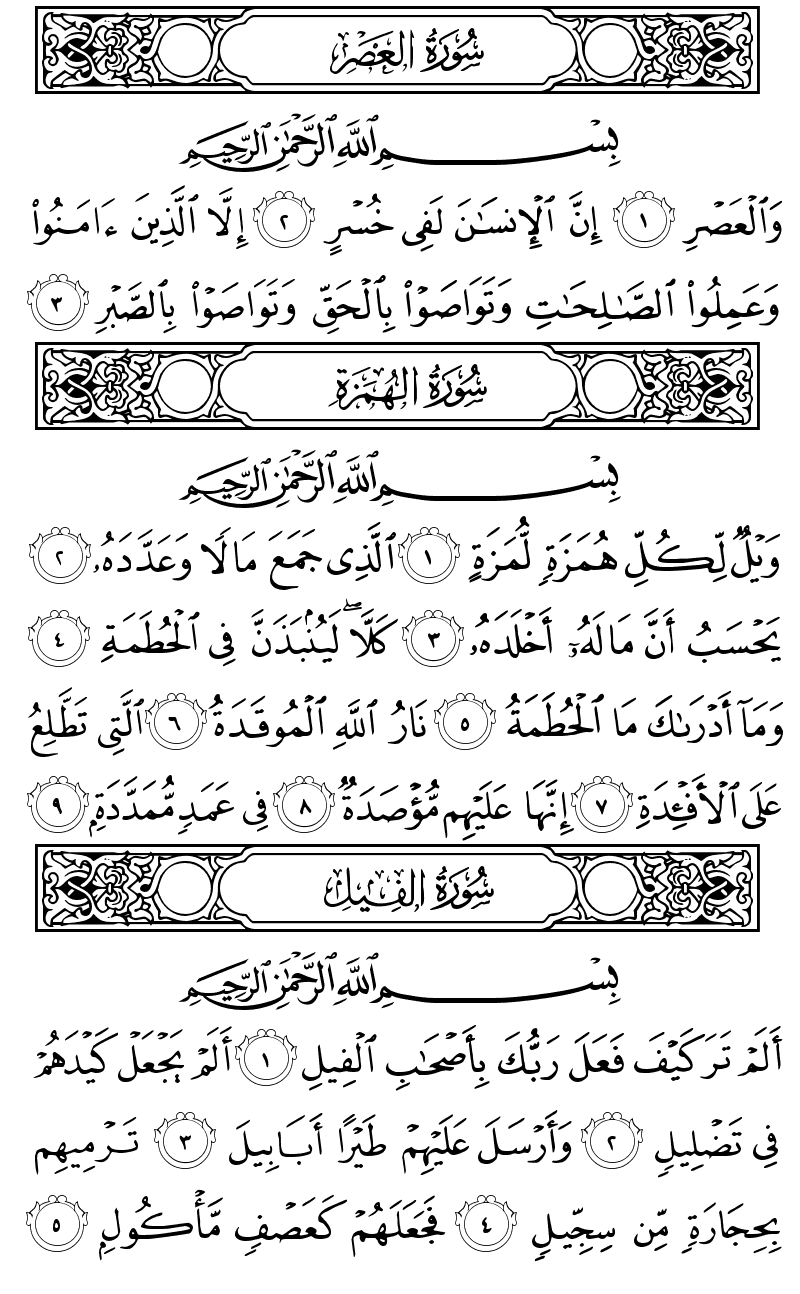 سُورَةُ العَصْرِ
بِسْمِ ٱللَّهِ ٱلرَّحْمَٰنِ ٱلرَّحِيمِ
وَٱلْعَصْرِ ١ إِنَّ ٱلْإِنسَٰنَ لَفِى خُسْرٍ ٢ إِلَّا ٱلَّذِينَ ءَامَنُوا۟
وَعَمِلُوا۟ ٱلصَّٰلِحَٰتِ وَتَوَاصَوْا۟ بِٱلْحَقِّ وَتَوَاصَوْا۟ بِٱلصَّبْرِ ٣
سُورَةُ الهُمَزَةِ
بِسْمِ ٱللَّهِ ٱلرَّحْمَٰنِ ٱلرَّحِيمِ
وَيْلٌ لِّكُلِّ هُمَزَةٍ لُّمَزَةٍ ١ ٱلَّذِى جَمَعَ مَالًا وَعَدَّدَهُۥ ٢
يَحْسَبُ أَنَّ مَالَهُۥٓ أَخْلَدَهُۥ ٣ كَلَّا ۖ لَيُنۢبَذَنَّ فِى ٱلْحُطَمَةِ ٤
وَمَآ أَدْرَىٰكَ مَا ٱلْحُطَمَةُ ٥ نَارُ ٱللَّهِ ٱلْمُوقَدَةُ ٦ ٱلَّتِى تَطَّلِعُ
عَلَى ٱلْأَفْـِٔدَةِ ٧ إِنَّهَا عَلَيْهِم مُّؤْصَدَةٌ ٨ فِى عَمَدٍ مُّمَدَّدَةٍۭ ٩
سُورَةُ الفِيلِ
بِسْمِ ٱللَّهِ ٱلرَّحْمَٰنِ ٱلرَّحِيمِ
أَلَمْ تَرَ كَيْفَ فَعَلَ رَبُّكَ بِأَصْحَٰبِ ٱلْفِيلِ ١ أَلَمْ يَجْعَلْ كَيْدَهُمْ
فِى تَضْلِيلٍ ٢ وَأَرْسَلَ عَلَيْهِمْ طَيْرًا أَبَابِيلَ ٣ تَرْمِيهِم
بِحِجَارَةٍ مِّن سِجِّيلٍ ٤ فَجَعَلَهُمْ كَعَصْفٍ مَّأْكُولٍۭ ٥